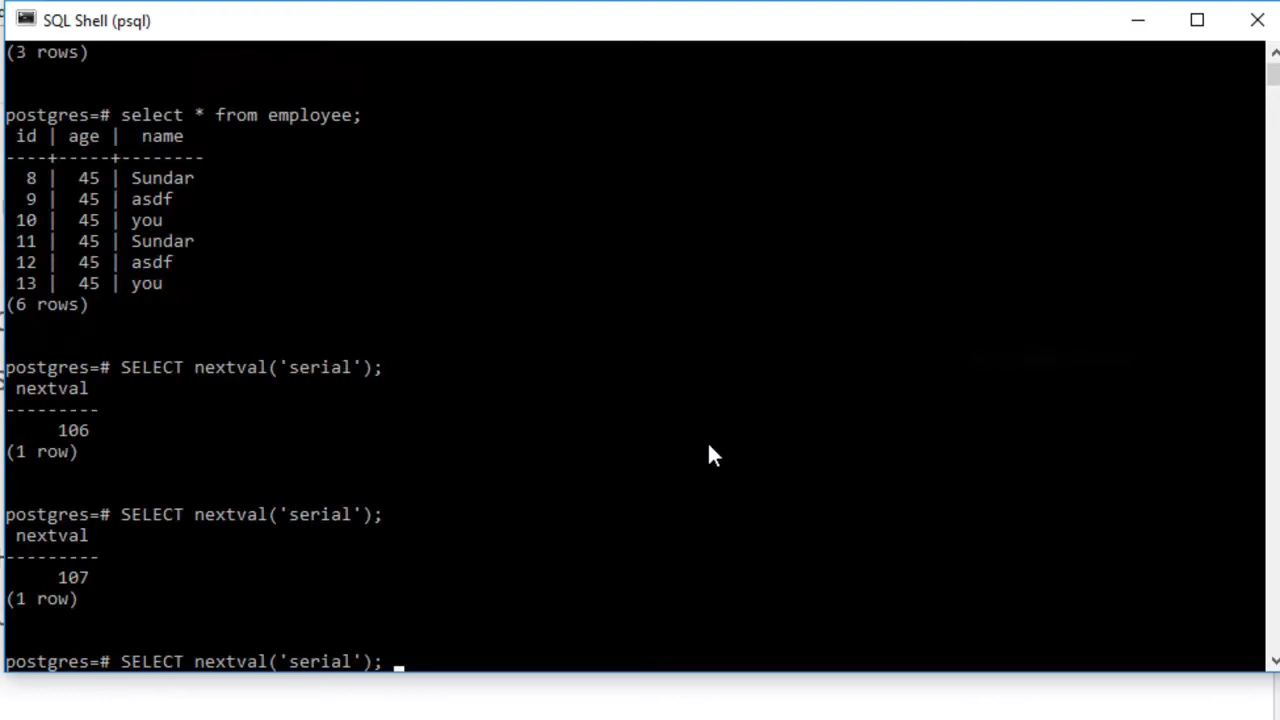 SQL Shell (psql)
(3 rows)
postgres=# select * from employee;
 id | age |  name
----+-----+--------
  8 |  45 | Sundar
  9 |  45 | asdf
 10 |  45 | you
 11 |  45 | Sundar
 12 |  45 | asdf
 13 |  45 | you
(6 rows)
postgres=# SELECT nextval('serial');
 nextval
---------
     106
(1 row)
postgres=# SELECT nextval('serial');
 nextval
---------
     107
(1 row)
postgres=# SELECT nextval('serial');